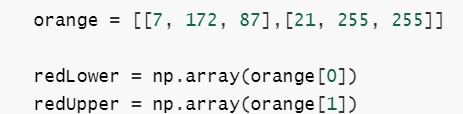 orange = [[7, 172, 87],[21, 255, 255]]
redLower = np.array(orange[0])
redUpper = np.array(orange[1])